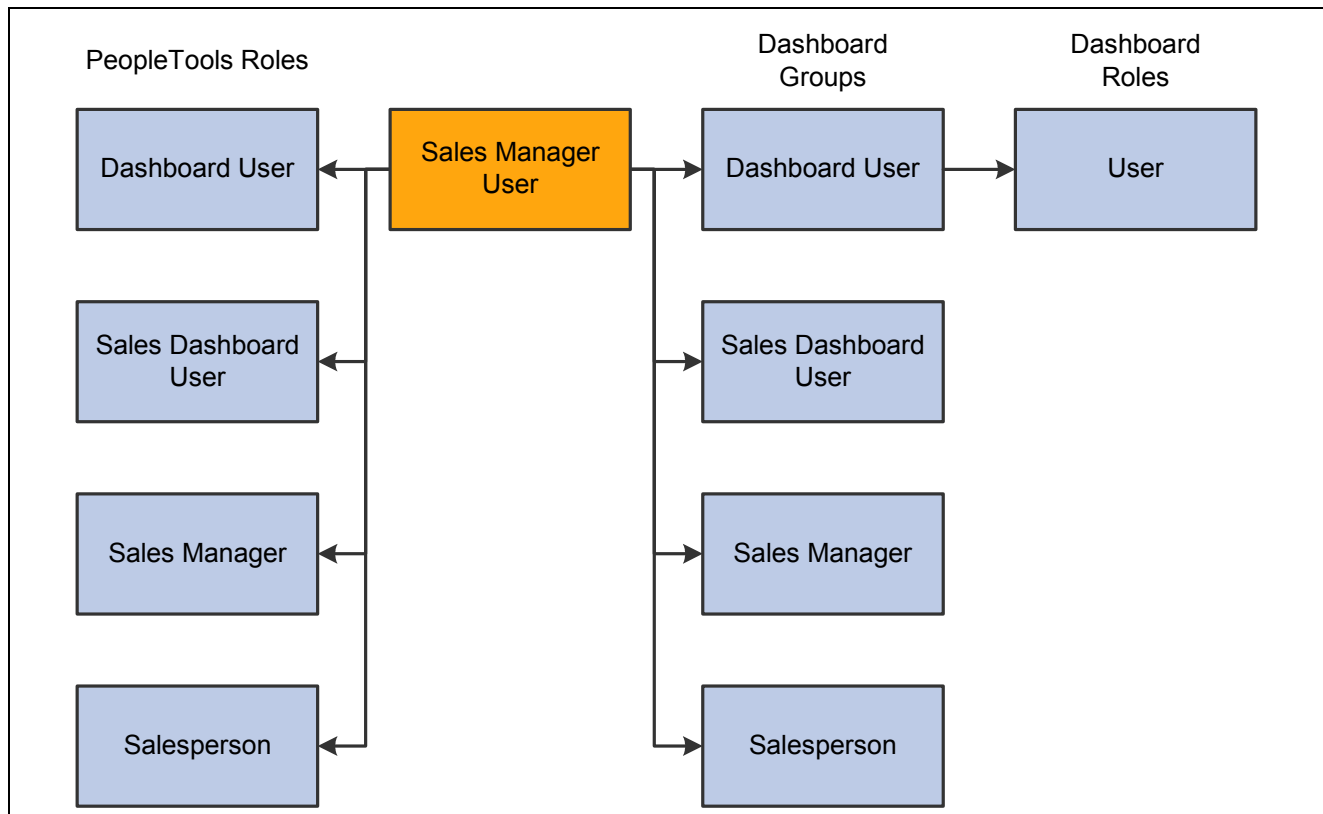 PeopleTools Roles
Dashboard
Groups
Dashboard
Roles
Dashboard User
Sales Manager
User
Dashboard User
User
Sales Dashboard
User
Sales Dashboard
User
Sales Manager
Sales Manager
Salesperson
Salesperson